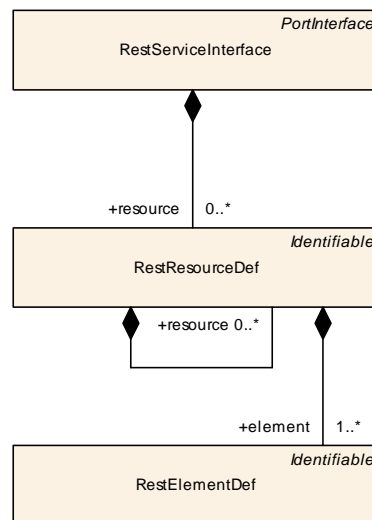 PortInterface
RestServiceInterface
+resource 0..*
Identifiable
RestResourceDef
+resource 0..*
+element 1..*
Identifiable
RestElementDef